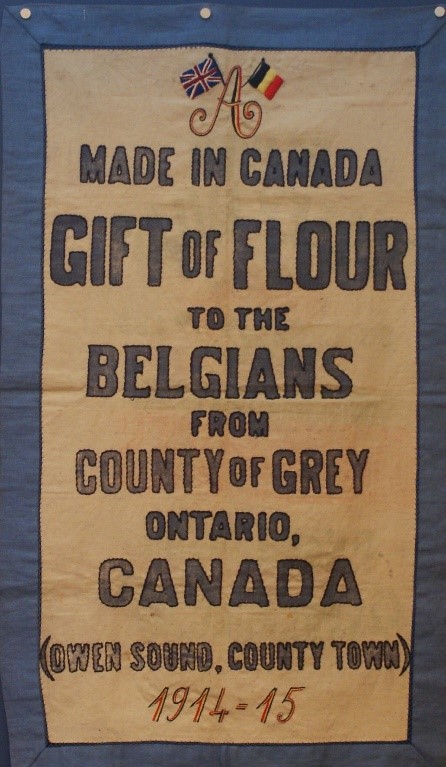 A
MADE IN CANADA
GIFT OF FLOUR
TO THE
BELGIANS
FROM
COUNTY OF GREY
ONTARIO,
CANADA
(OWEN SOUND, COUNTY TOWN)
1914-15